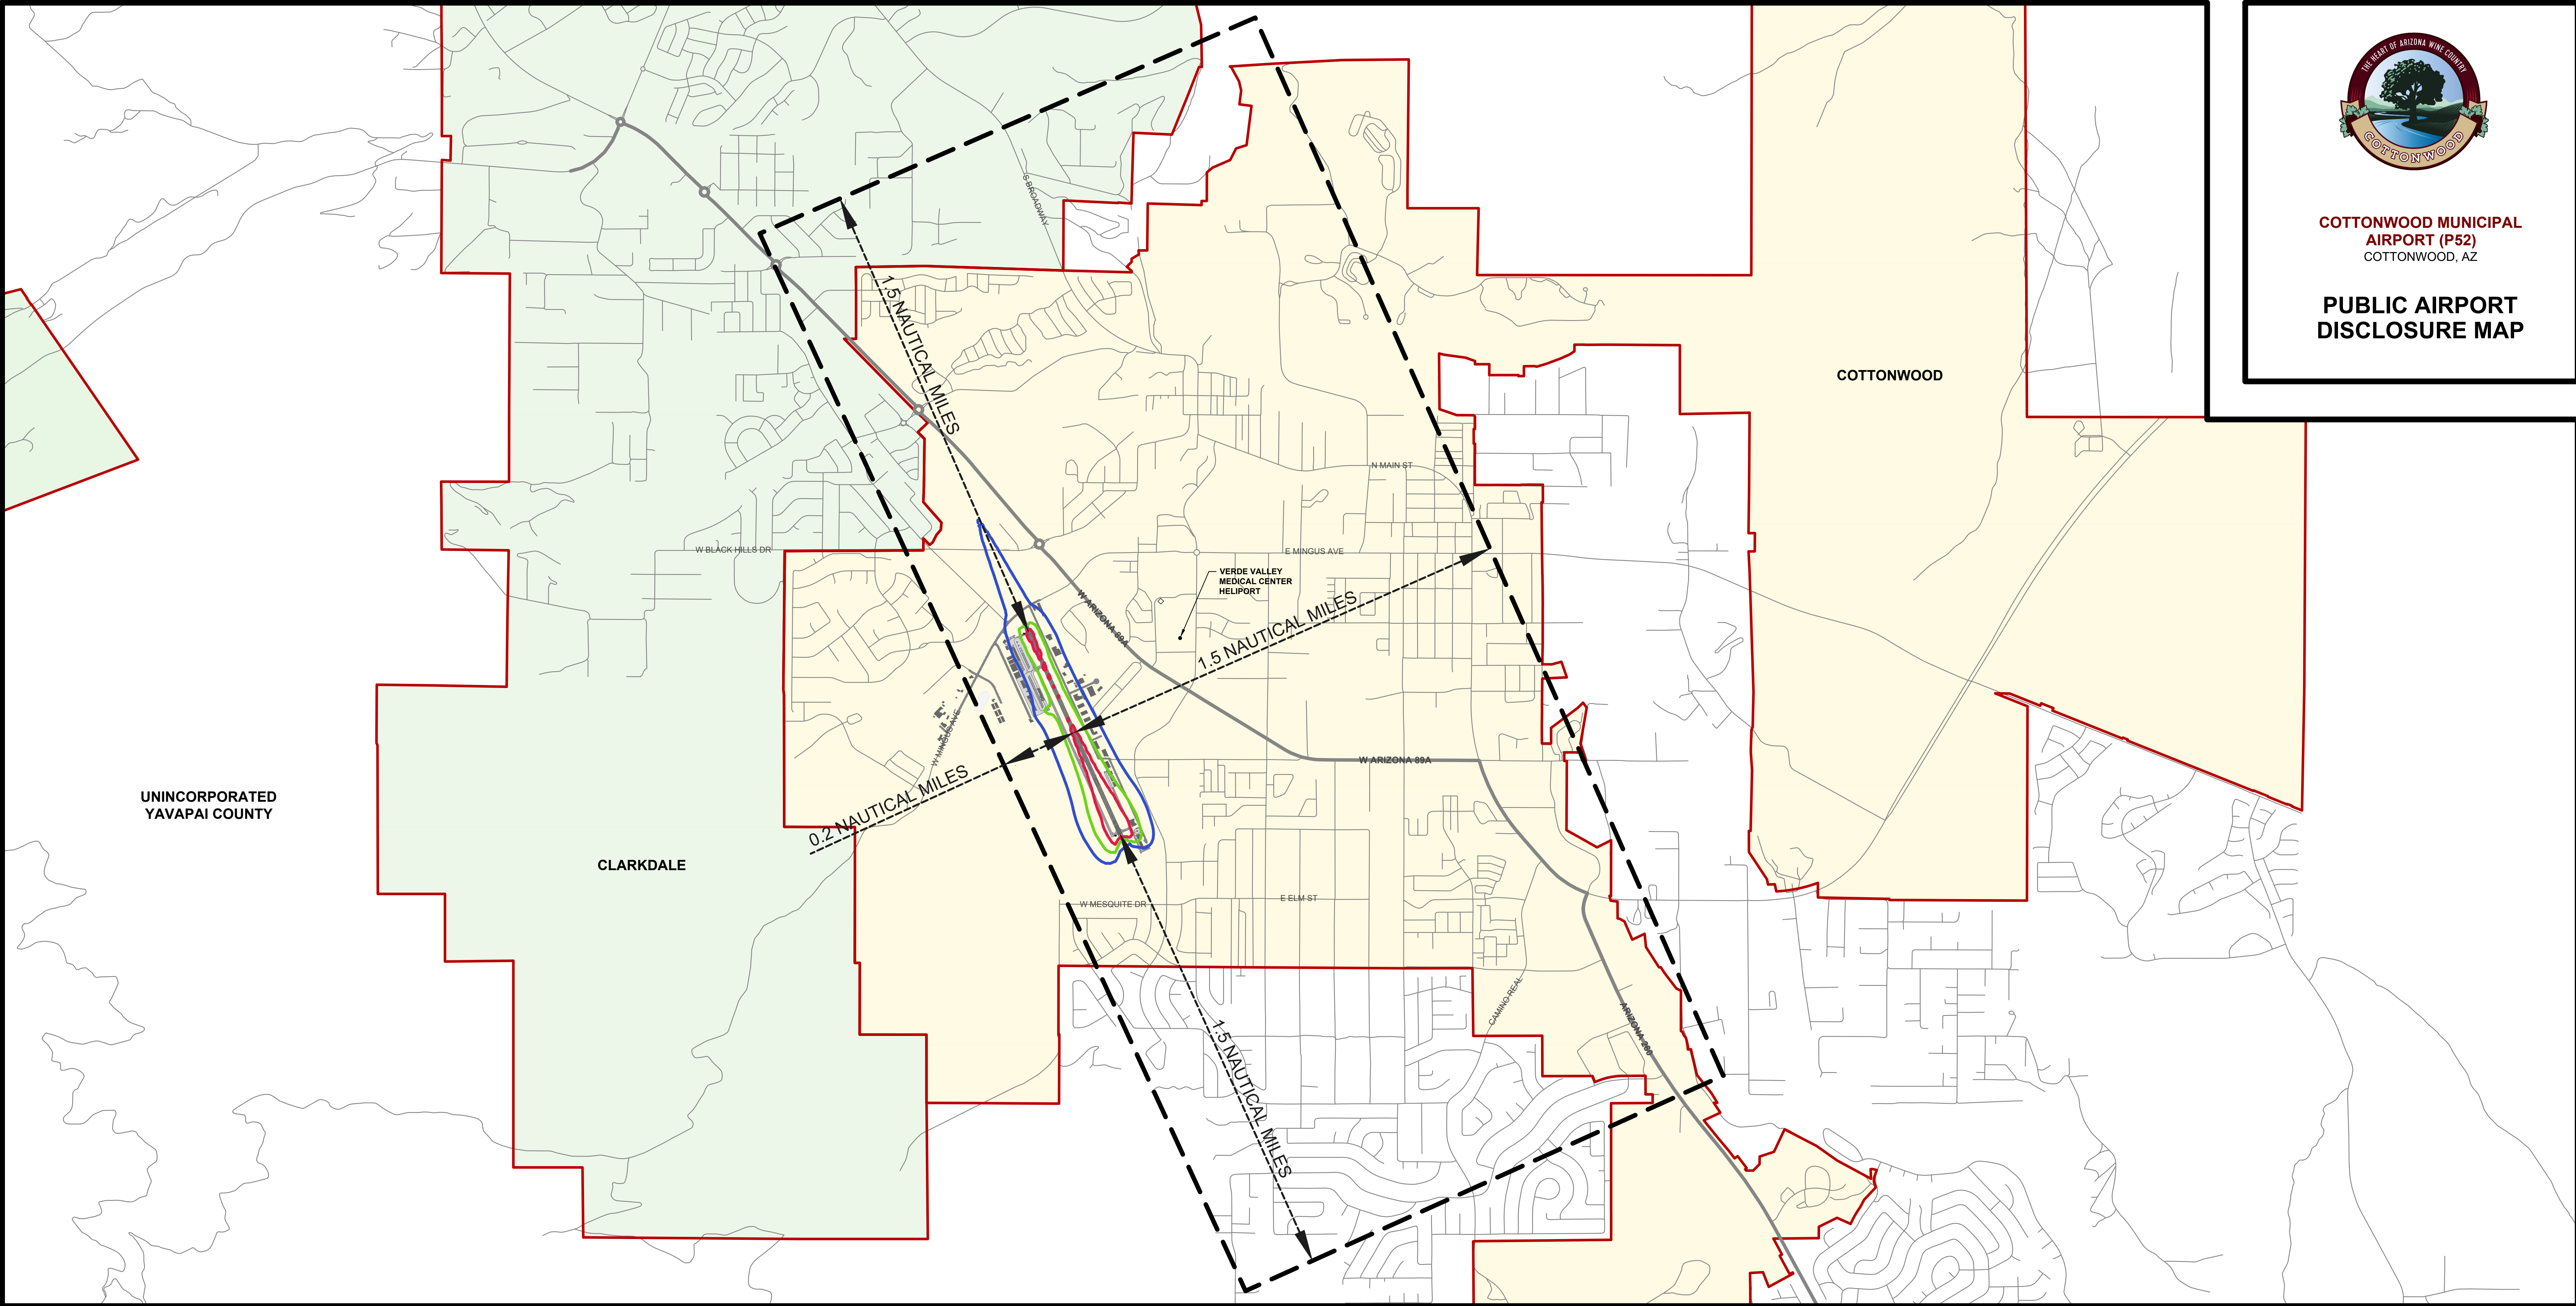 THE HEART OF ARIZONA WINE COUNTRY
COTTONWOOD
COTTONWOOD MUNICIPAL
AIRPORT (P52)
COTTONWOOD, AZ
PUBLIC AIRPORT
DISCLOSURE MAP
S BROADWAY
1.5 NAUTICAL MILES
COTTONWOOD
N MAIN ST
W BLACK HILLS DR
E MINGUS AVE
VERDE VALLEY
MEDICAL CENTER
HELIPORT
W ARIZONA 89A
1.5 NAUTICAL MILES
W MINGUS AVE
W ARIZONA 89A
0.2 NAUTICAL MILES
UNINCORPORATED
YAVAPAI COUNTY
CLARKDALE
W MESQUITE DR
E ELM ST
CAMINO REAL
ARIZONA 260
1.5 NAUTICAL MILES